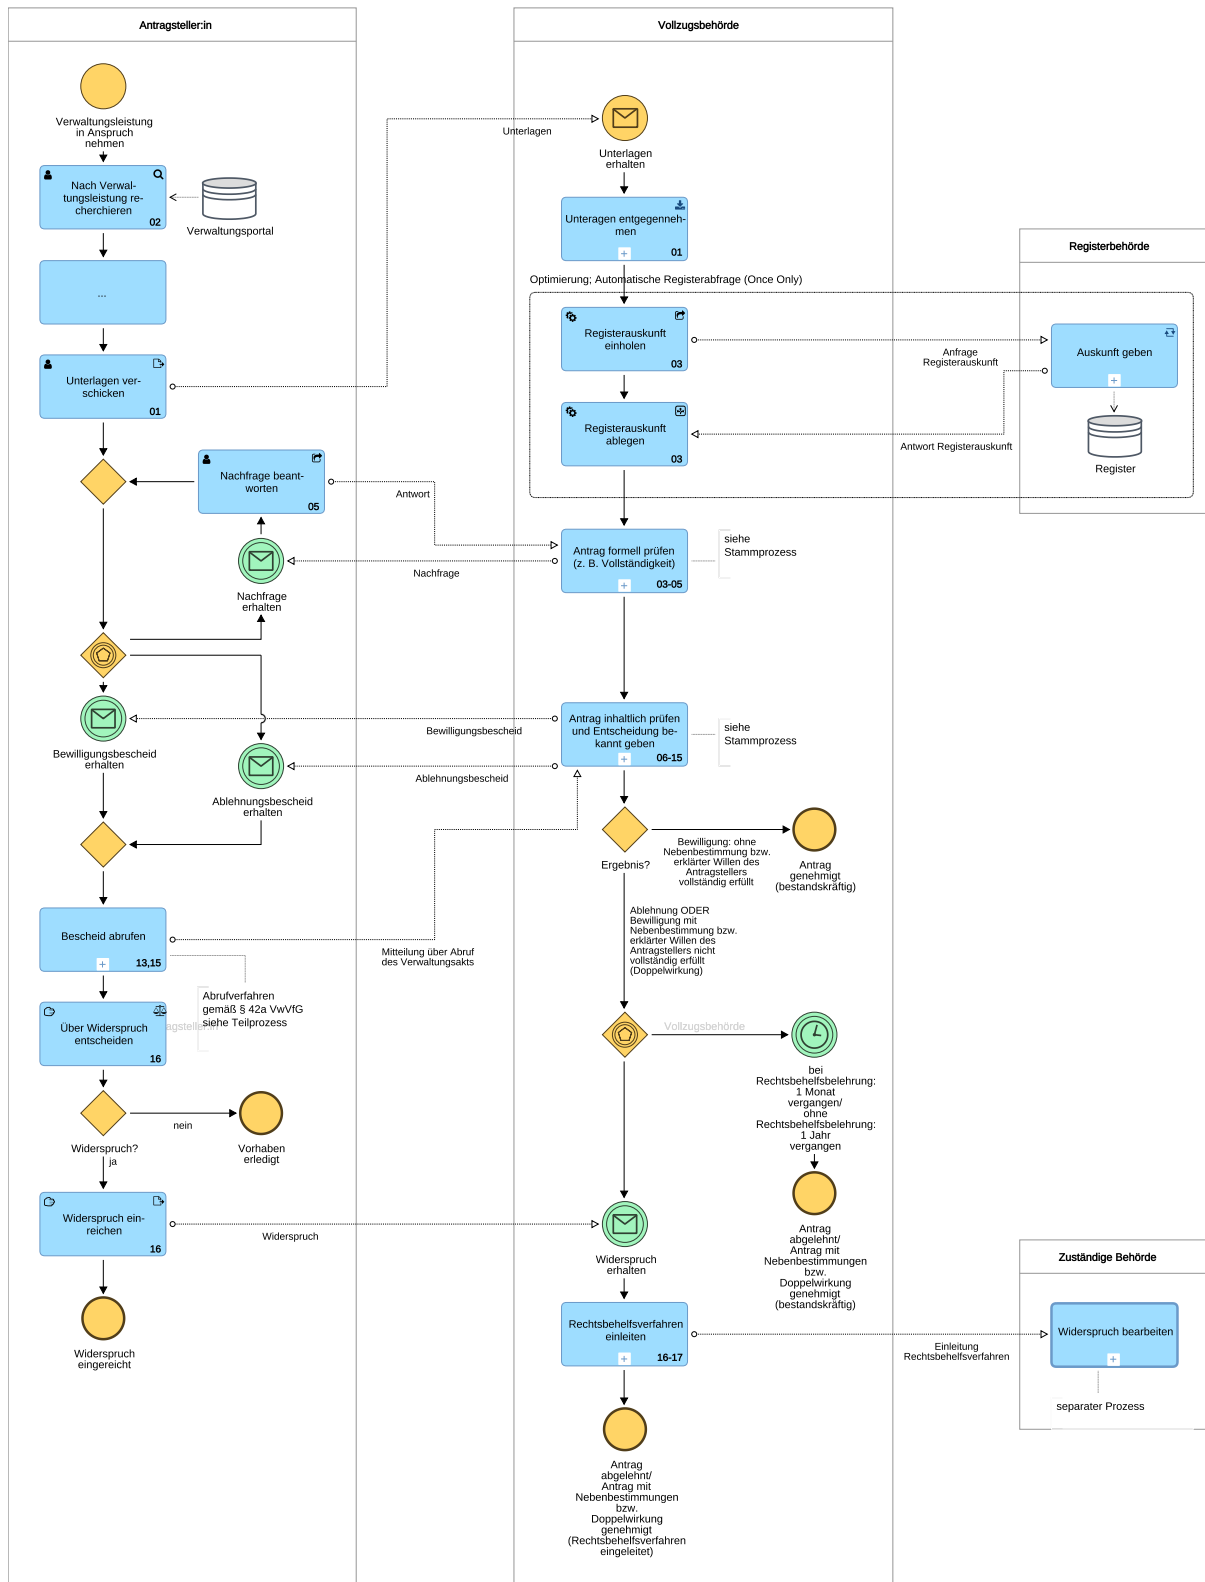 Antragsteller:in
Vollzugsbehörde
Verwaltungsleistung
in Anspruch
nehmen
Unterlagen
Unterlagen
erhalten
Nach Verwal-
tungsleistung re-
cherchieren
02
Verwaltungsportal
Unteragen entgegenneh-
men
01
Registerbehörde
Optimierung; Automatische Registerabfrage (Once Only)
...
Registerauskunft
einholen
03
Anfrage
Registerauskunft
Auskunft geben
Unterlagen ver-
schicken
01
Registerauskunft
ablegen
03
Antwort Registerauskunft
Register
Nachfrage beant-
worten
05
Antwort
Antrag formell prüfen
(z. B. Vollständigkeit)
03-05
siehe
Stammprozess
Nachfrage
Nachfrage
erhalten
Antrag inhaltlich prüfen
und Entscheidung be-
kannt geben
06-15
siehe
Stammprozess
Bewilligungsbescheid
Bewilligungsbescheid
erhalten
Ablehnungsbescheid
Ablehnungsbescheid
erhalten
Ergebnis?
Bewilligung: ohne
Nebenbestimmung bzw.
erklärter Willen des
Antragstellers
vollständig erfüllt
Antrag
genehmigt
(bestandskräftig)
Ablehnung ODER
Bewilligung mit
Nebenbestimmung bzw.
erklärter Willen des
Antragstellers nicht
vollständig erfüllt
(Doppelwirkung)
Bescheid abrufen
13,15
Mitteilung über Abruf
des Verwaltungsakts
Abrufverfahren
gemäß § 42a VwVfG
siehe Teilprozess
agsteller:in
Über Widerspruch
entscheiden
16
Vollzugsbehörde
bei
Rechtsbehelfsbelehrung:
1 Monat
vergangen/
ohne
Rechtsbehelfsbelehrung:
1 Jahr
vergangen
nein
Widerspruch?
ja
Vorhaben
erledigt
Widerspruch ein-
reichen
16
Widerspruch
Widerspruch
erhalten
Antrag
abgelehnt/
Antrag mit
Nebenbestimmungen
bzw.
Doppelwirkung
genehmigt
(bestandskräftig)
Zuständige Behörde
Widerspruch
eingereicht
Rechtsbehelfsverfahren
einleiten
16-17
Einleitung
Rechtsbehelfsverfahren
Widerspruch bearbeiten
separater Prozess
Antrag
abgelehnt/
Antrag mit
Nebenbestimmungen
bzw.
Doppelwirkung
genehmigt
(Rechtsbehelfsverfahren
eingeleitet)